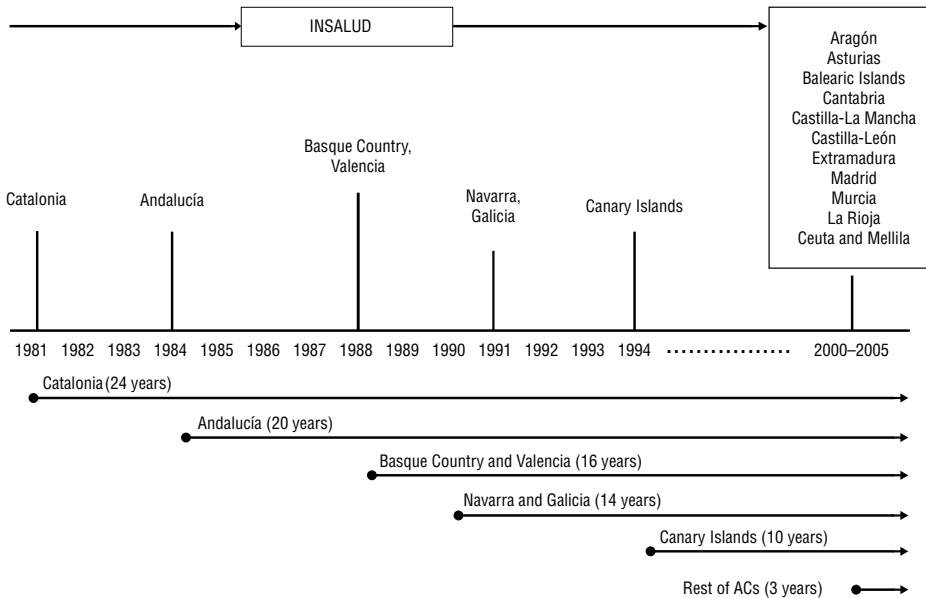 INSALUD
Aragón
Asturias
Balearic Islands
Cantabria
Castilla-La Mancha
Castilla-León
Extramadura
Madrid
Murcia
La Rioja
Ceuta and Mellila
Basque Country,
Valencia
Catalonia
Andalucía
Navarra,
Galicia
Canary Islands
1981 1982 1983 1984 1985 1986 1987 1988 1989 1990 1991 1992 1993 1994 .................. 2000–2005
Catalonia (24 years)
Andalucía (20 years)
Basque Country and Valencia (16 years)
Navarra and Galicia (14 years)
Canary Islands (10 years)
Rest of ACs (3 years)